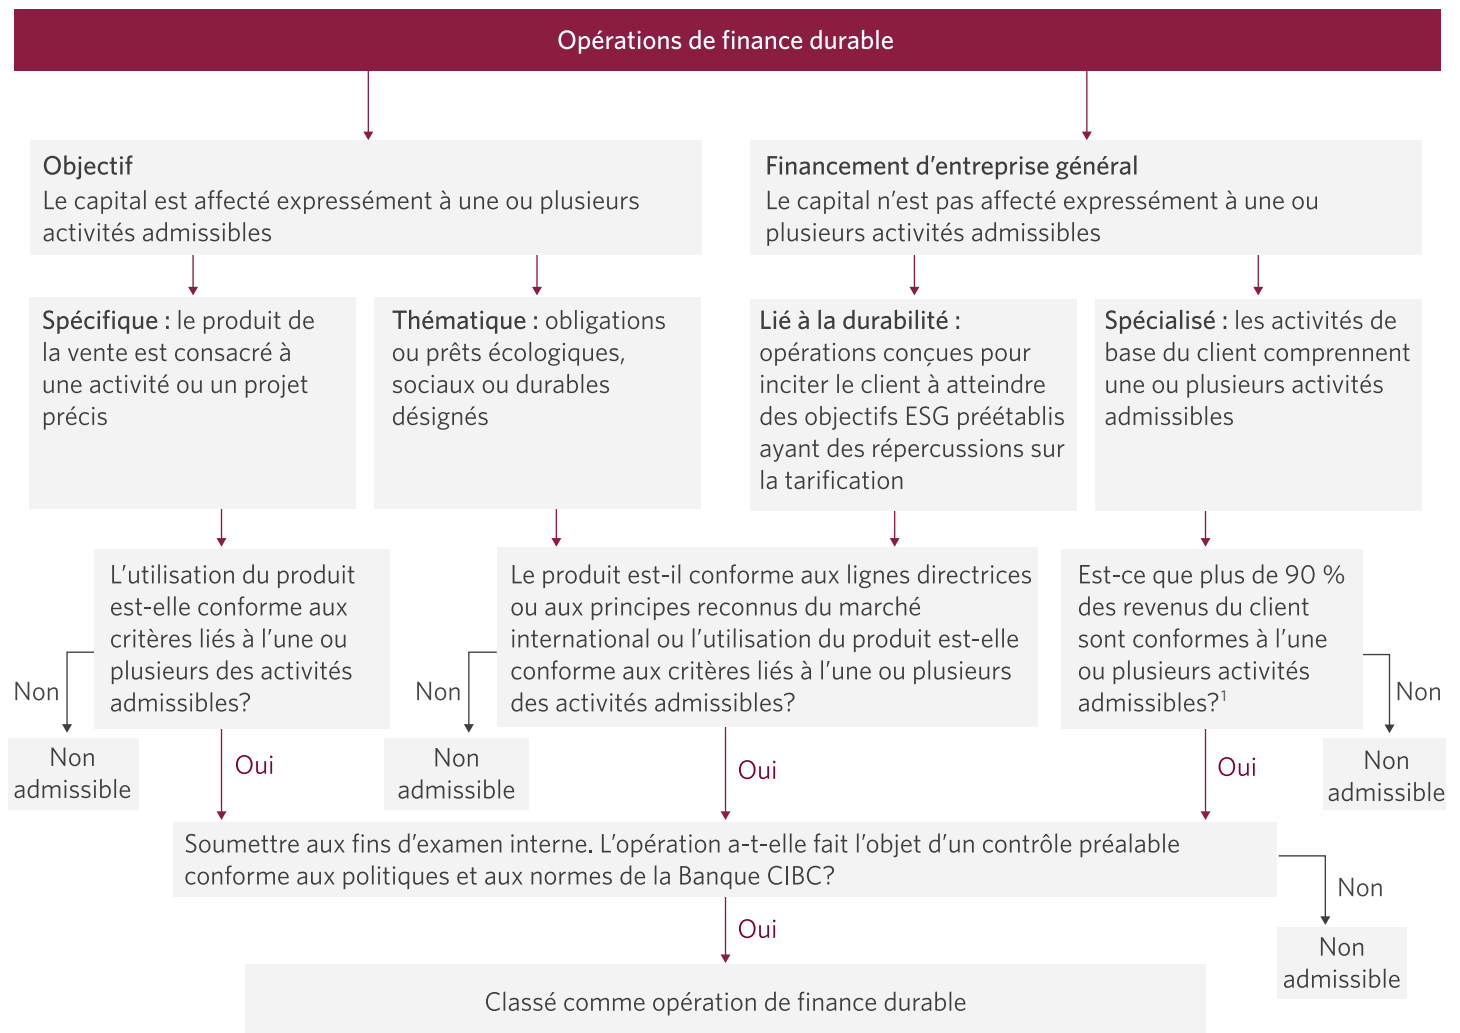 Opérations de finance durable
Objectif
Le capital est affecté expressément à une ou plusieurs
activités admissibles
Financement d’entreprise général
Le capital n’est pas affecté expressément à une ou
plusieurs activités admissibles
Spécifique : le produit de
la vente est consacré à
une activité ou un projet
précis
Thématique : obligations
ou prêts écologiques,
sociaux ou durables
désignés
Lié à la durabilité :
opérations conçues pour
inciter le client à atteindre
des objectifs ESG préétablis
ayant des répercussions sur
la tarification
Spécialisé : les activités de
base du client comprennent
une ou plusieurs activités
admissibles
L’utilisation du produit
est-elle conforme aux
critères liés à l’une ou
plusieurs des activités
admissibles?
Le produit est-il conforme aux lignes directrices
ou aux principes reconnus du marché
international ou l’utilisation du produit est-elle
conforme aux critères liés à l’une ou plusieurs
des activités admissibles?
Est-ce que plus de 90 %
des revenus du client
sont conformes à l’une
ou plusieurs activités
admissibles?¹
Non
Non
Non
Non
admissible
Oui
Non
admissible
Oui
Oui
Non
admissible
Soumettre aux fins d’examen interne. L’opération a-t-elle fait l’objet d’un contrôle préalable
conforme aux politiques et aux normes de la Banque CIBC?
Non
Oui
Non
admissible
Classé comme opération de finance durable